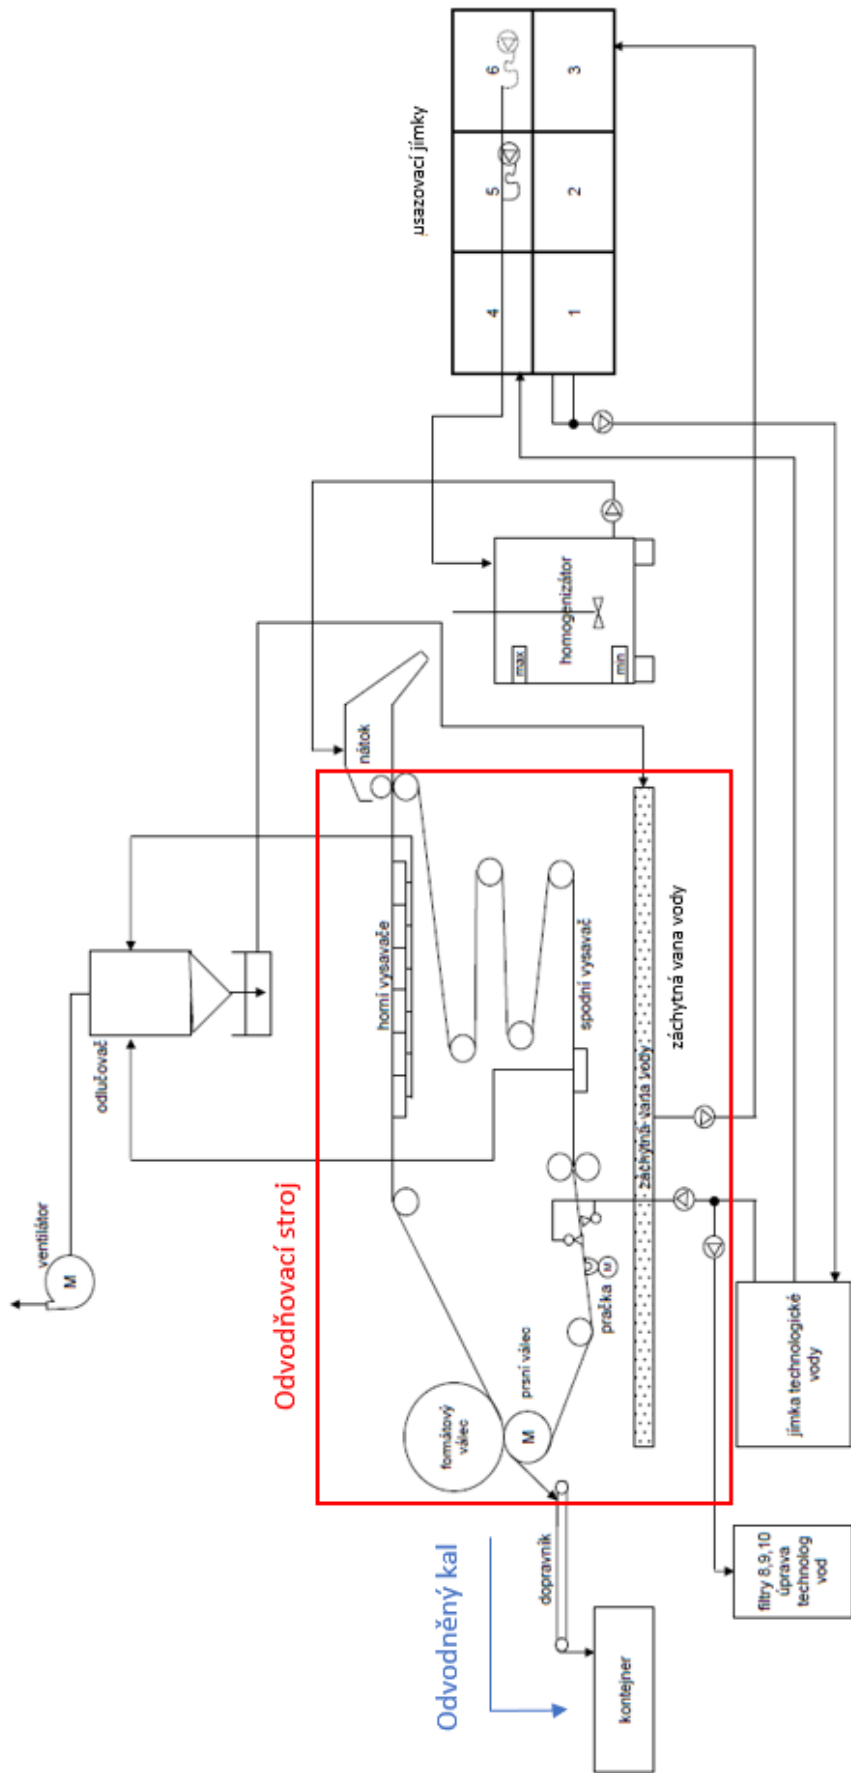 ventilátor
M
odlučovač
Odvodňovací stroj
usazovací jímky
4
5
6
1
2
3
nátok
horní vysavače
formátový
válec
prsní válec
M
pračka
M
spodní vysavač
max
homogenizátor
min
Odvodněný kal
dopravník
kontejner
záchytná vana vody
záchytná vana vody
jímka technologické
vody
filtry 8,9,10
úprava
technolog
vod